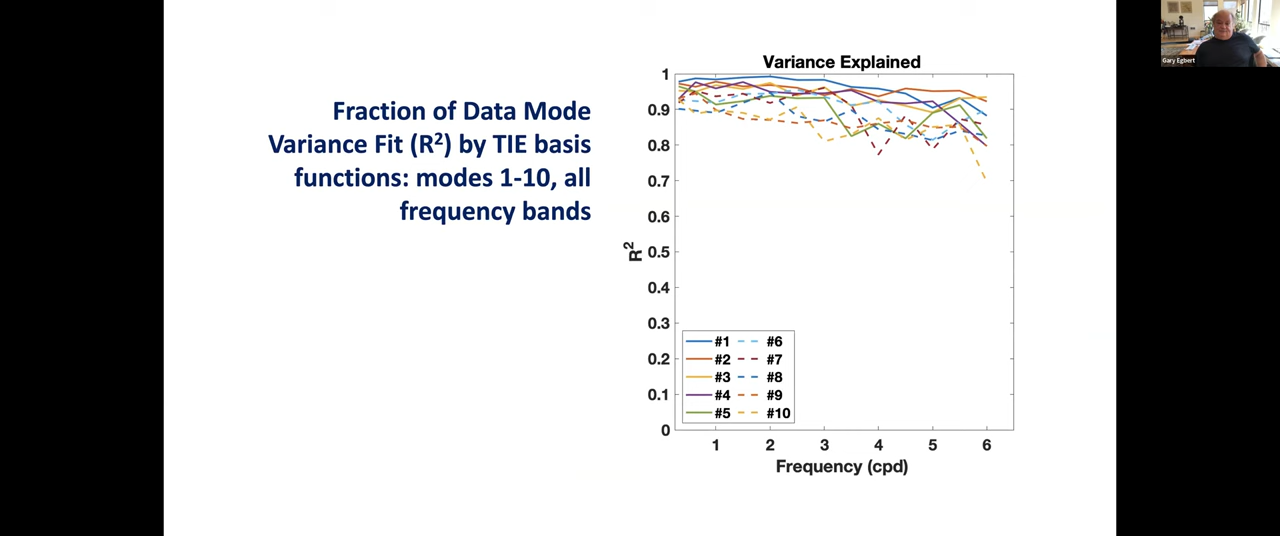 Fraction of Data Mode
Variance Fit (R²) by TIE basis
functions: modes 1-10, all
frequency bands
Variance Explained
1
0.9
0.8
0.7
0.6
0.5
0.4
0.3
0.2
0.1
0
R²
#1 #6
#2 #7
#3 #8
#4 #9
#5 #10
1 2 3 4 5 6
Frequency (cpd)
Gary Egbert